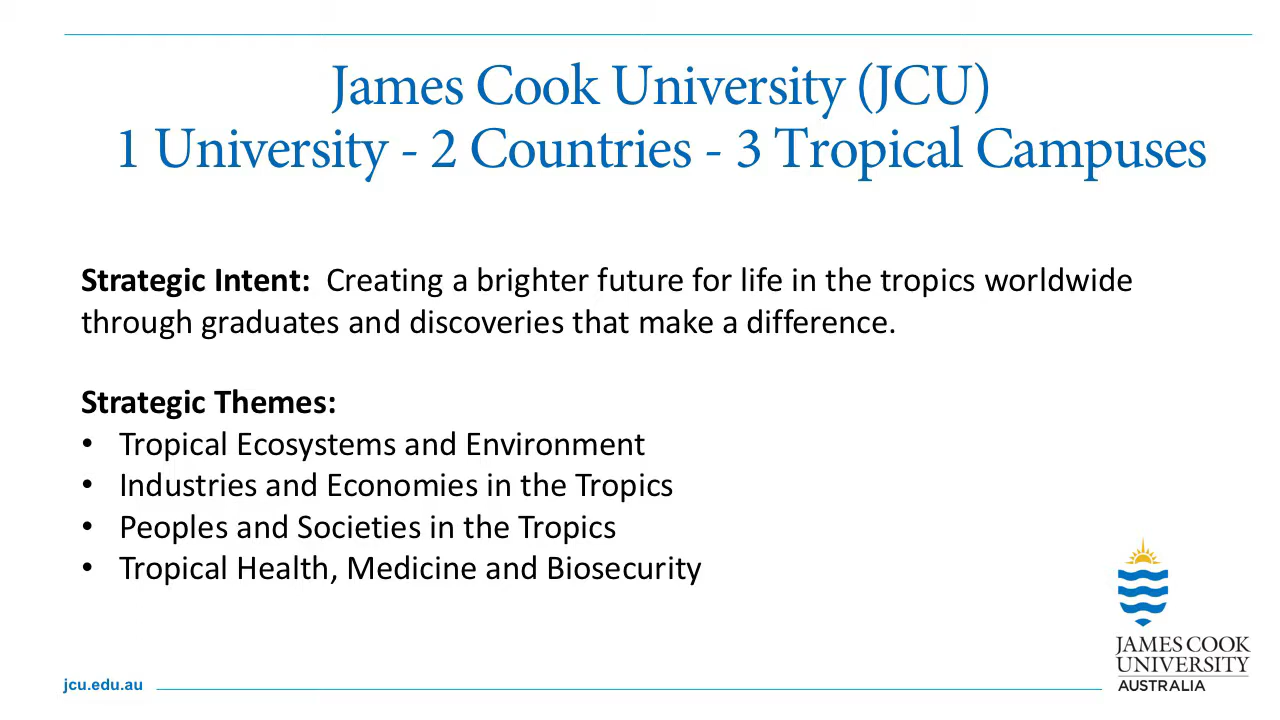 James Cook University (JCU)
1 University - 2 Countries - 3 Tropical Campuses
Strategic Intent:  Creating a brighter future for life in the tropics worldwide
through graduates and discoveries that make a difference.
Strategic Themes:
• Tropical Ecosystems and Environment
• Industries and Economies in the Tropics
• Peoples and Societies in the Tropics
• Tropical Health, Medicine and Biosecurity
JAMES COOK
UNIVERSITY
AUSTRALIA
jcu.edu.au